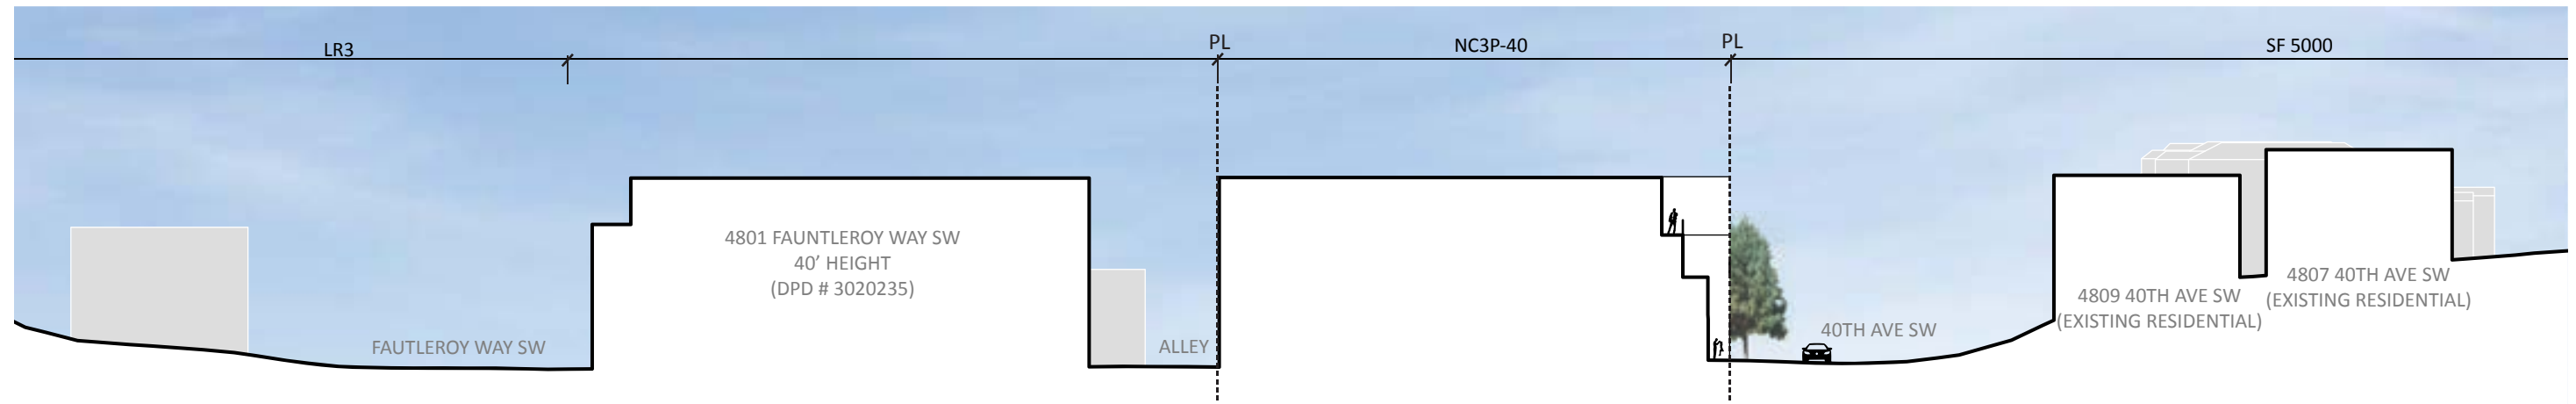 LR3
PL
NC3P-40
PL
SF 5000
4801 FAUNTLEROY WAY SW
40’ HEIGHT
(DPD # 3020235)
FAUTLEROY WAY SW
ALLEY
40TH AVE SW
4809 40TH AVE SW
(EXISTING RESIDENTIAL)
4807 40TH AVE SW
(EXISTING RESIDENTIAL)